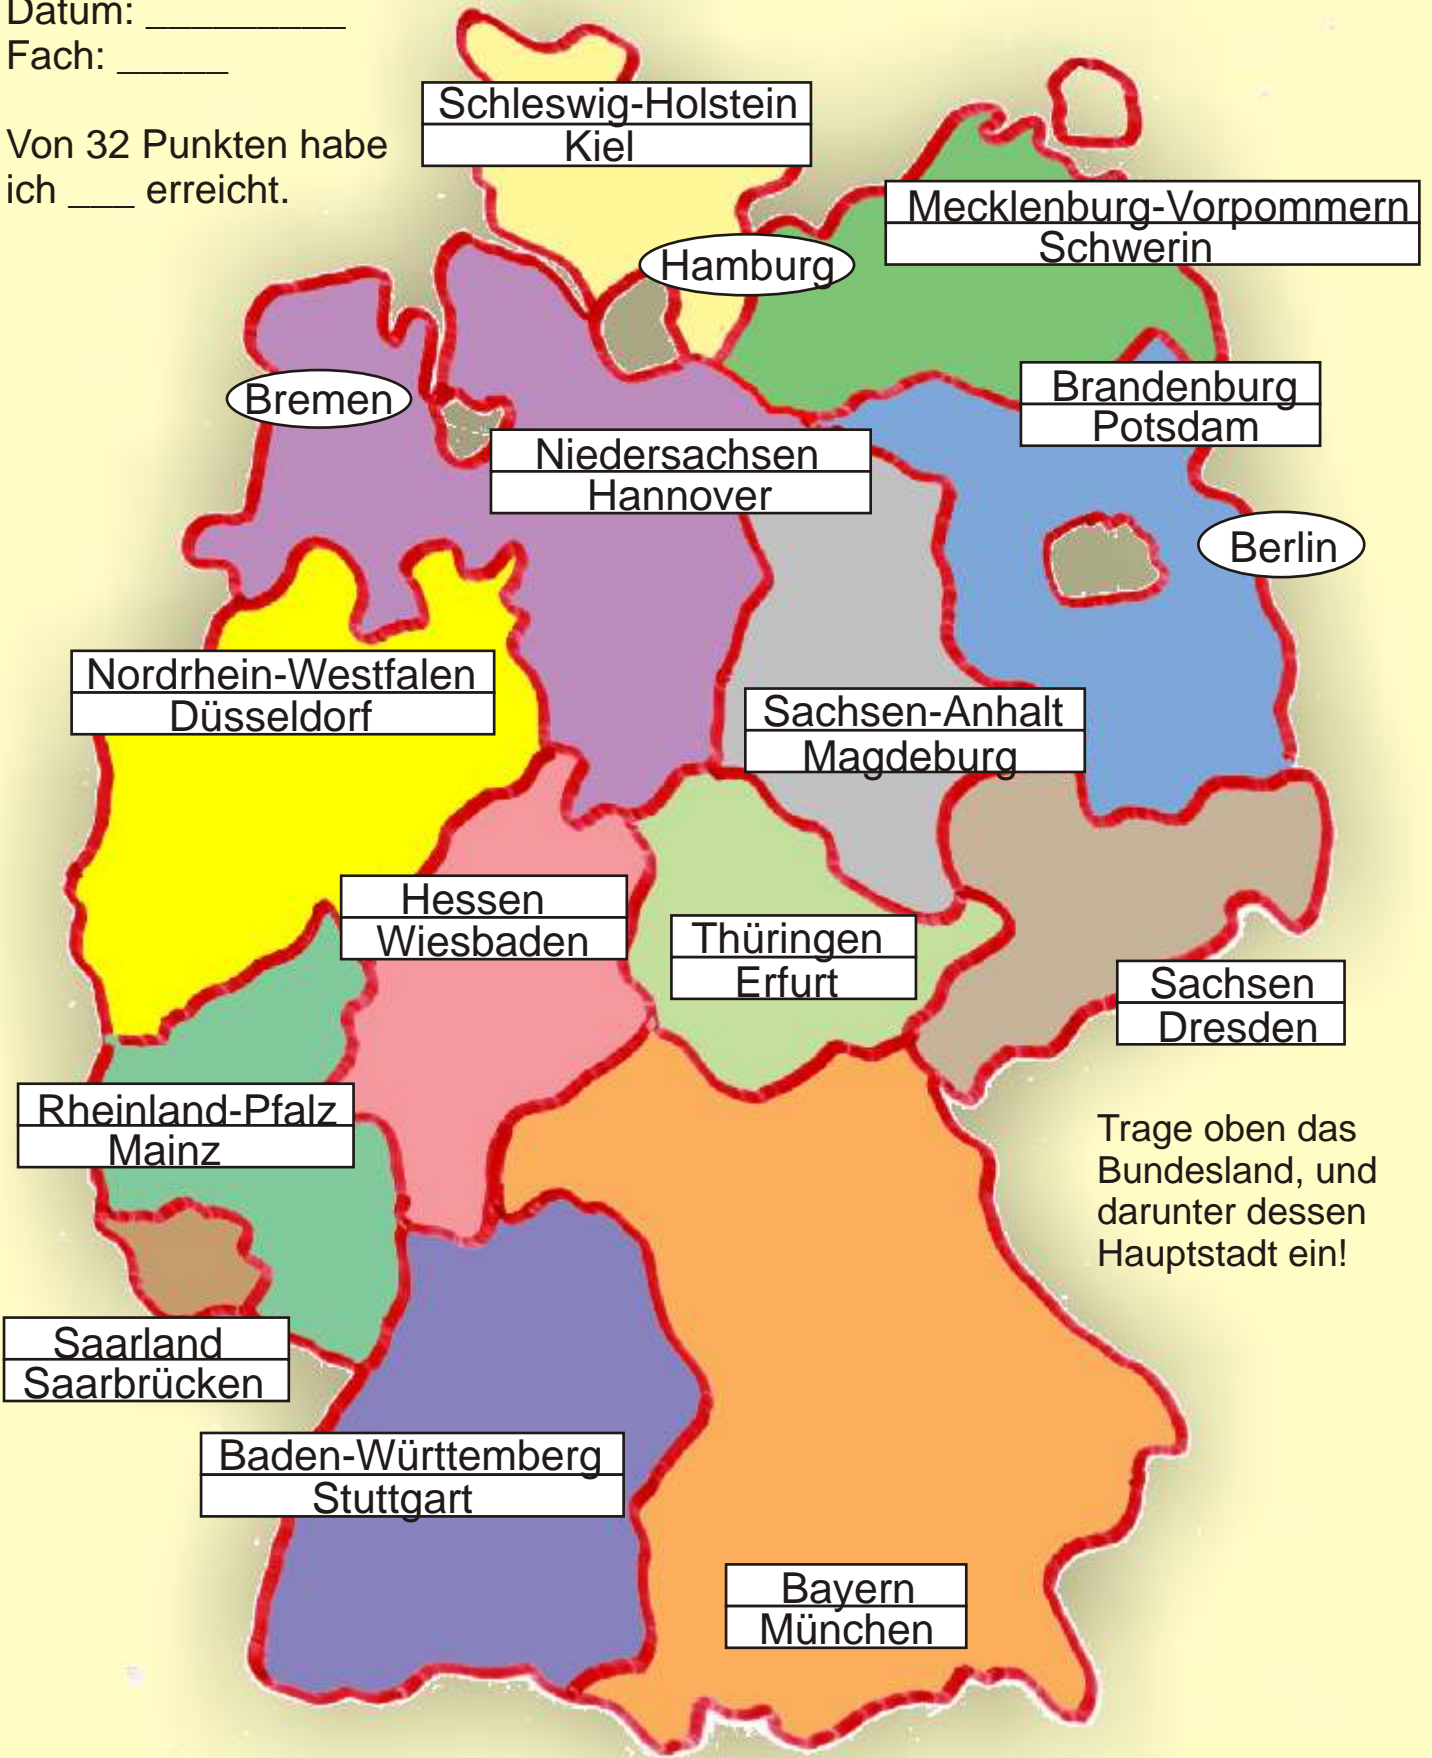 Datum: _________
Fach: _____
Von 32 Punkten habe
ich ___ erreicht.
Schleswig-Holstein
Kiel
Mecklenburg-Vorpommern
Schwerin
Hamburg
Bremen
Brandenburg
Potsdam
Niedersachsen
Hannover
Berlin
Nordrhein-Westfalen
Düsseldorf
Sachsen-Anhalt
Magdeburg
Hessen
Wiesbaden
Thüringen
Erfurt
Sachsen
Dresden
Rheinland-Pfalz
Mainz
Trage oben das
Bundesland, und
darunter dessen
Hauptstadt ein!
Saarland
Saarbrücken
Baden-Württemberg
Stuttgart
Bayern
München